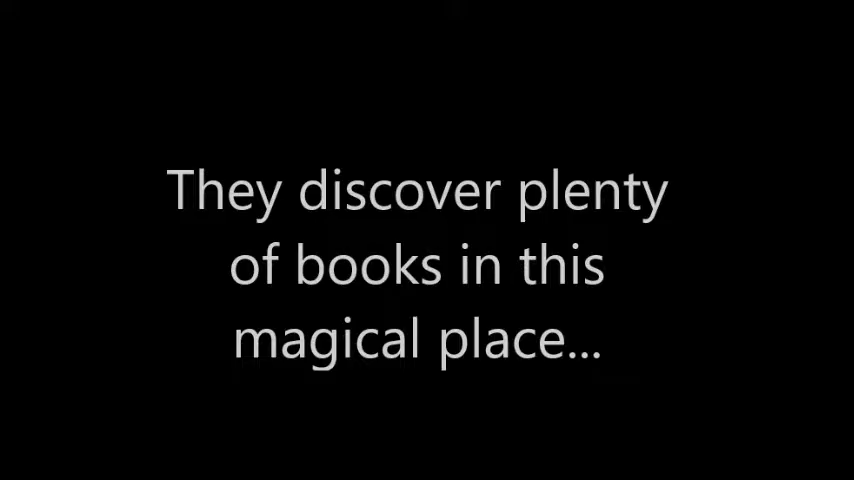 They discover plenty
of books in this
magical place...